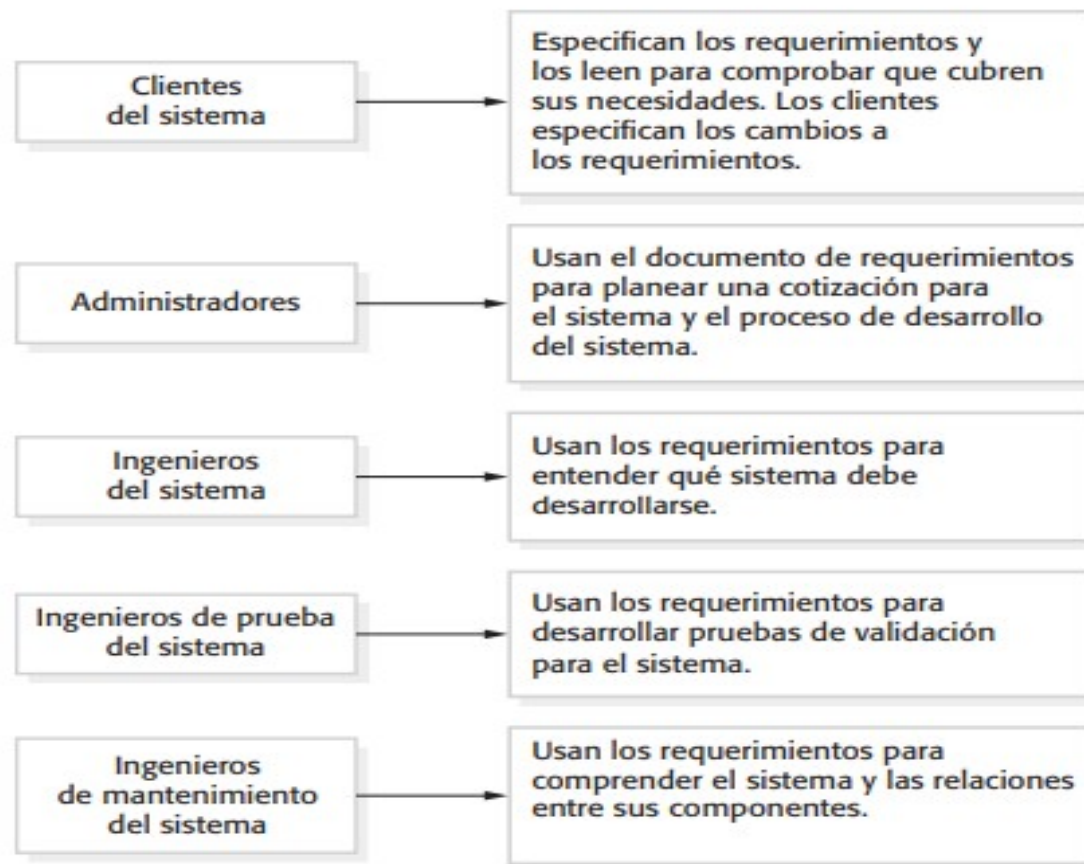 Clientes
del sistema
Especifican los requerimientos y
los leen para comprobar que cubren
sus necesidades. Los clientes
especifican los cambios a
los requerimientos.
Administradores
Usan el documento de requerimientos
para planear una cotización para
el sistema y el proceso de desarrollo
del sistema.
Ingenieros
del sistema
Usan los requerimientos para
entender qué sistema debe
desarrollarse.
Ingenieros de prueba
del sistema
Usan los requerimientos para
desarrollar pruebas de validación
para el sistema.
Ingenieros
de mantenimiento
del sistema
Usan los requerimientos para
comprender el sistema y las relaciones
entre sus componentes.